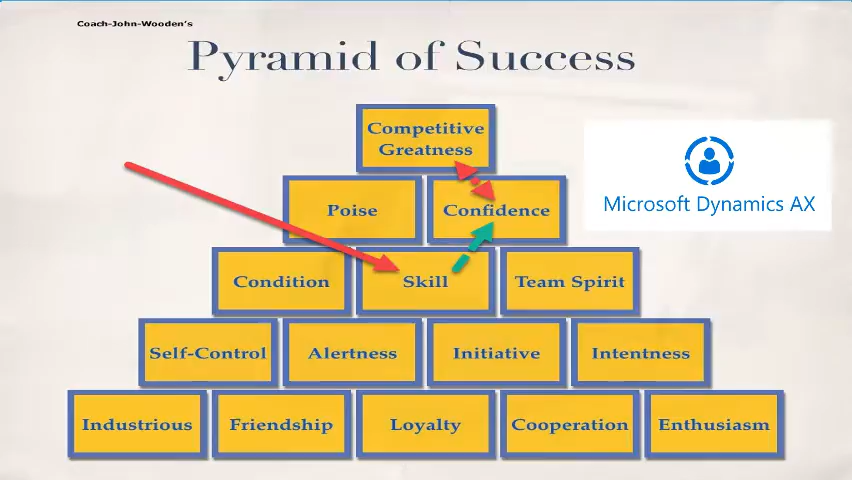 Coach-John-Wooden's
Pyramid of Success
Competitive
Greatness
Poise
Confidence
Microsoft Dynamics AX
Condition
Skill
Team Spirit
Self-Control
Alertness
Initiative
Intentness
Industrious
Friendship
Loyalty
Cooperation
Enthusiasm